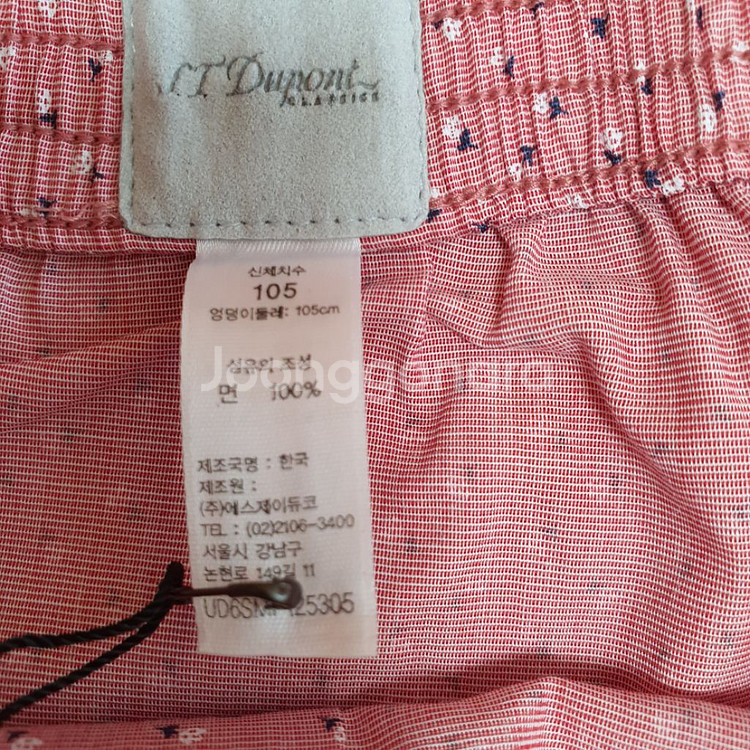 S.T Dupont
CLASSICS
신체치수
105
엉덩이둘레: 105cm
섬유의 조성
면 100%
Joongonara
제조국명 : 한국
제조원 :
(주)에스제이듀코
TEL : (02)2106-3400
서울시 강남구
논현로 149길 11